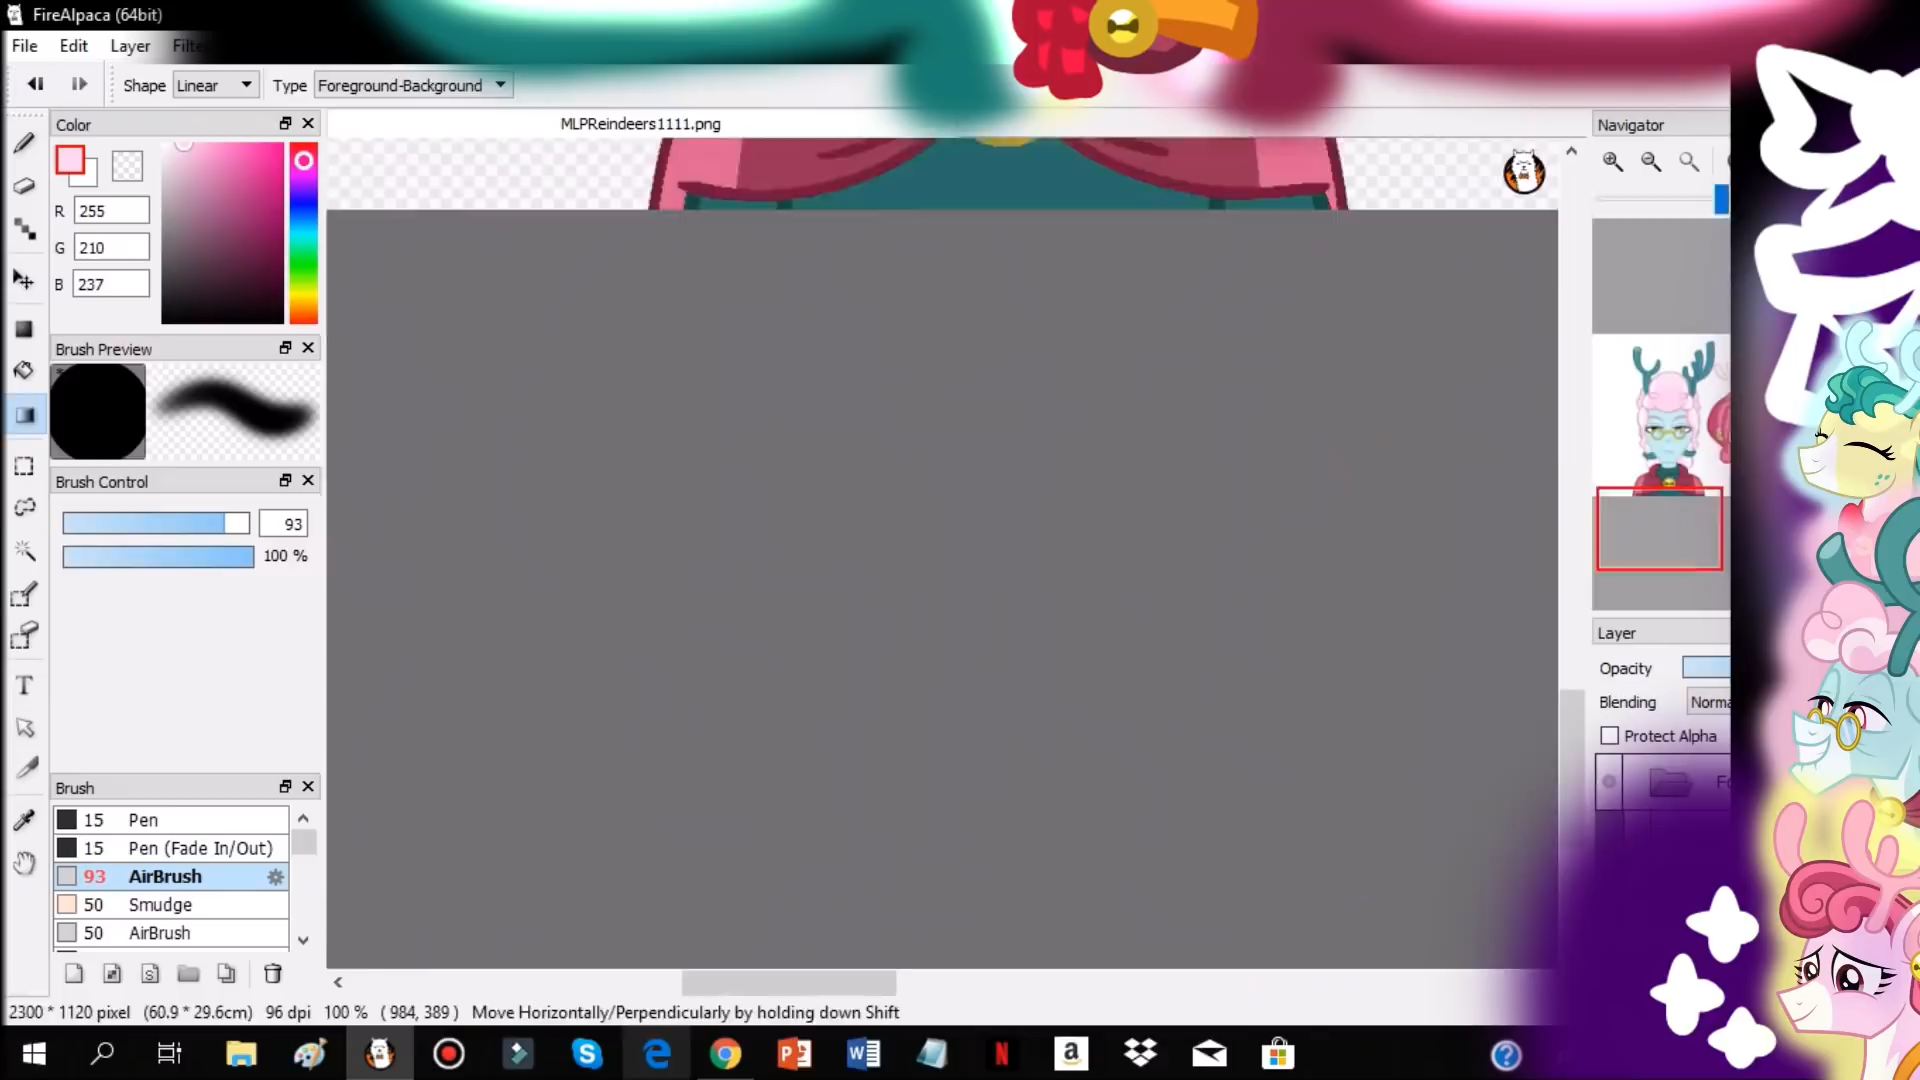 FireAlpaca (64bit)
File Edit Layer Filter
Shape Linear Type Foreground-Background
Color
MLPReindeers1111.png
Navigator
R 255
G 210
B 237
Brush Preview
Brush Control
93
100 %
Layer
Opacity
Blending Norma
Protect Alpha
Fo
Brush
15 Pen
15 Pen (Fade In/Out)
93 AirBrush
50 Smudge
50 AirBrush
2300 * 1120 pixel (60.9 * 29.6cm) 96 dpi 100 % ( 984, 389 ) Move Horizontally/Perpendicularly by holding down Shift